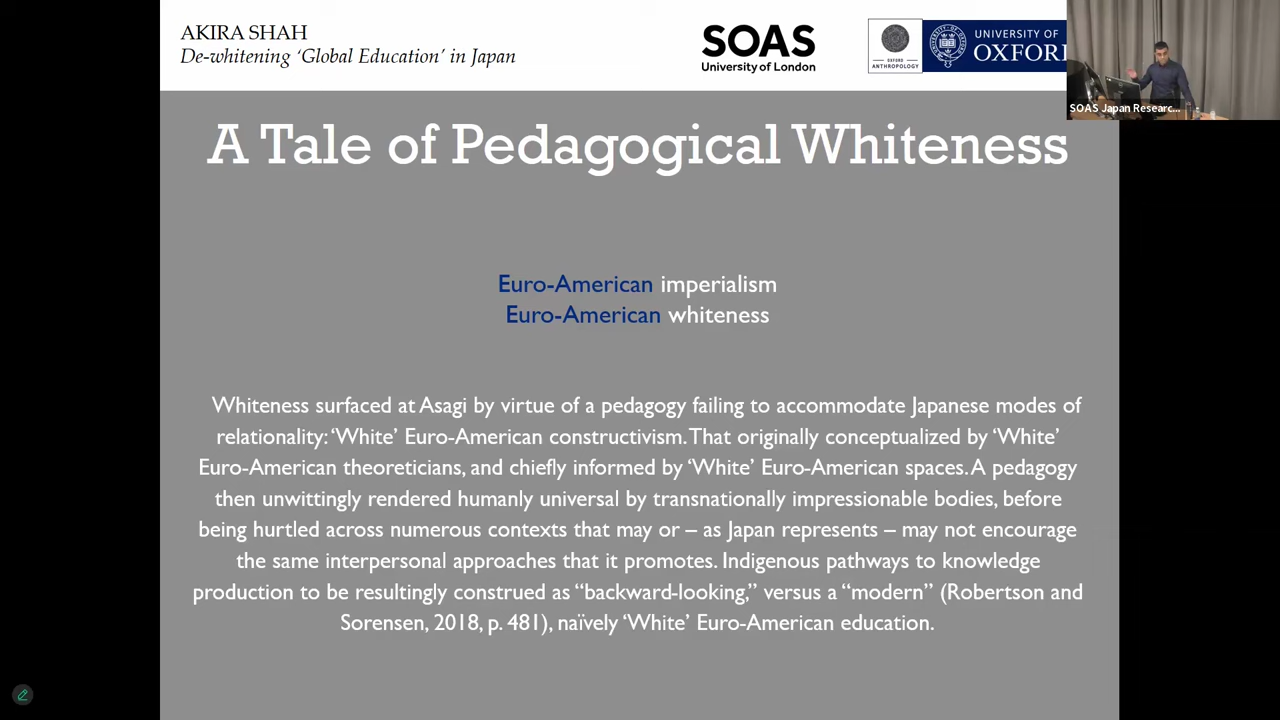 AKIRA SHAH
De-whitening ‘Global Education’ in Japan
SOAS
University of London
OXFORD
ANTHROPOLOGY
UNIVERSITY OF
OXFORD
SOAS Japan Researc...
A Tale of Pedagogical Whiteness
Euro-American imperialism
Euro-American whiteness
Whiteness surfaced at Asagi by virtue of a pedagogy failing to accommodate Japanese modes of
relationality: ‘White’ Euro-American constructivism. That originally conceptualized by ‘White’
Euro-American theoreticians, and chiefly informed by ‘White’ Euro-American spaces. A pedagogy
then unwittingly rendered humanly universal by transnationally impressionable bodies, before
being hurtled across numerous contexts that may or – as Japan represents – may not encourage
the same interpersonal approaches that it promotes. Indigenous pathways to knowledge
production to be resultingly construed as “backward-looking,” versus a “modern” (Robertson and
Sorensen, 2018, p. 481), naïvely ‘White’ Euro-American education.